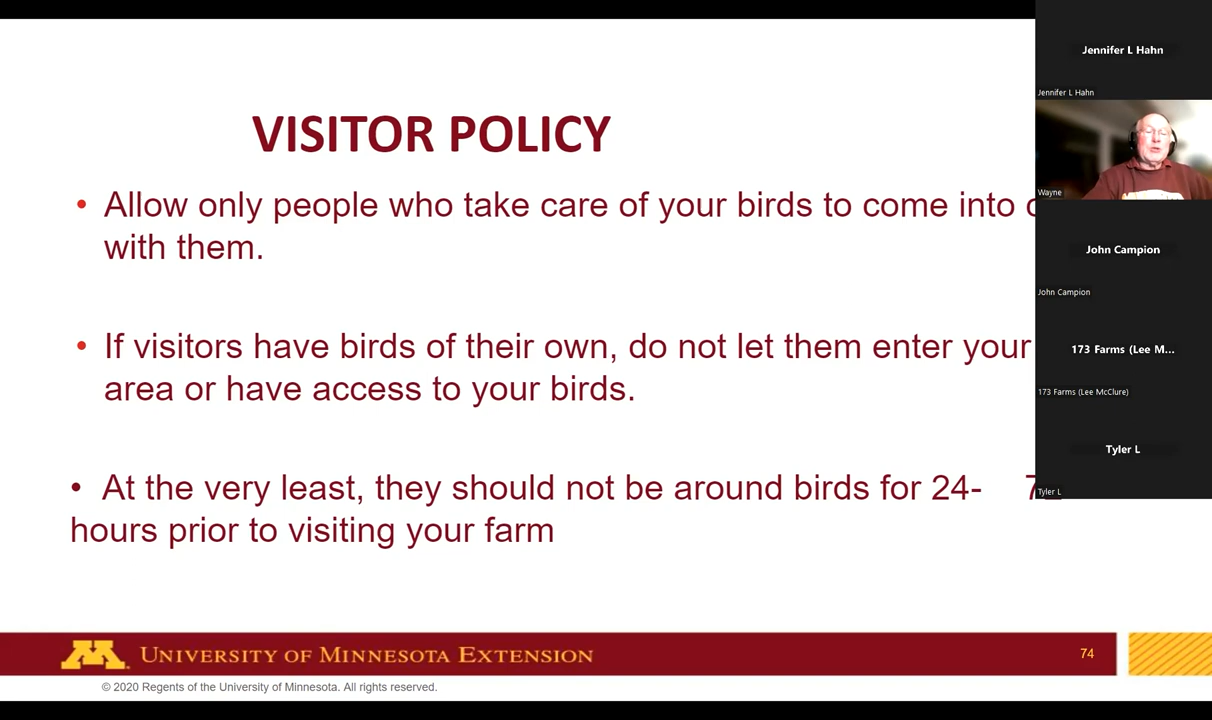 VISITOR POLICY
• Allow only people who take care of your birds to come into
with them.
• If visitors have birds of their own, do not let them enter your
area or have access to your birds.
• At the very least, they should not be around birds for 24-
hours prior to visiting your farm
UNIVERSITY OF MINNESOTA EXTENSION
74
© 2020 Regents of the University of Minnesota. All rights reserved.
Jennifer L Hahn
Jennifer L Hahn
Wayne
John Campion
John Campion
173 Farms (Lee M...
173 Farms (Lee McClure)
Tyler L
Tyler L